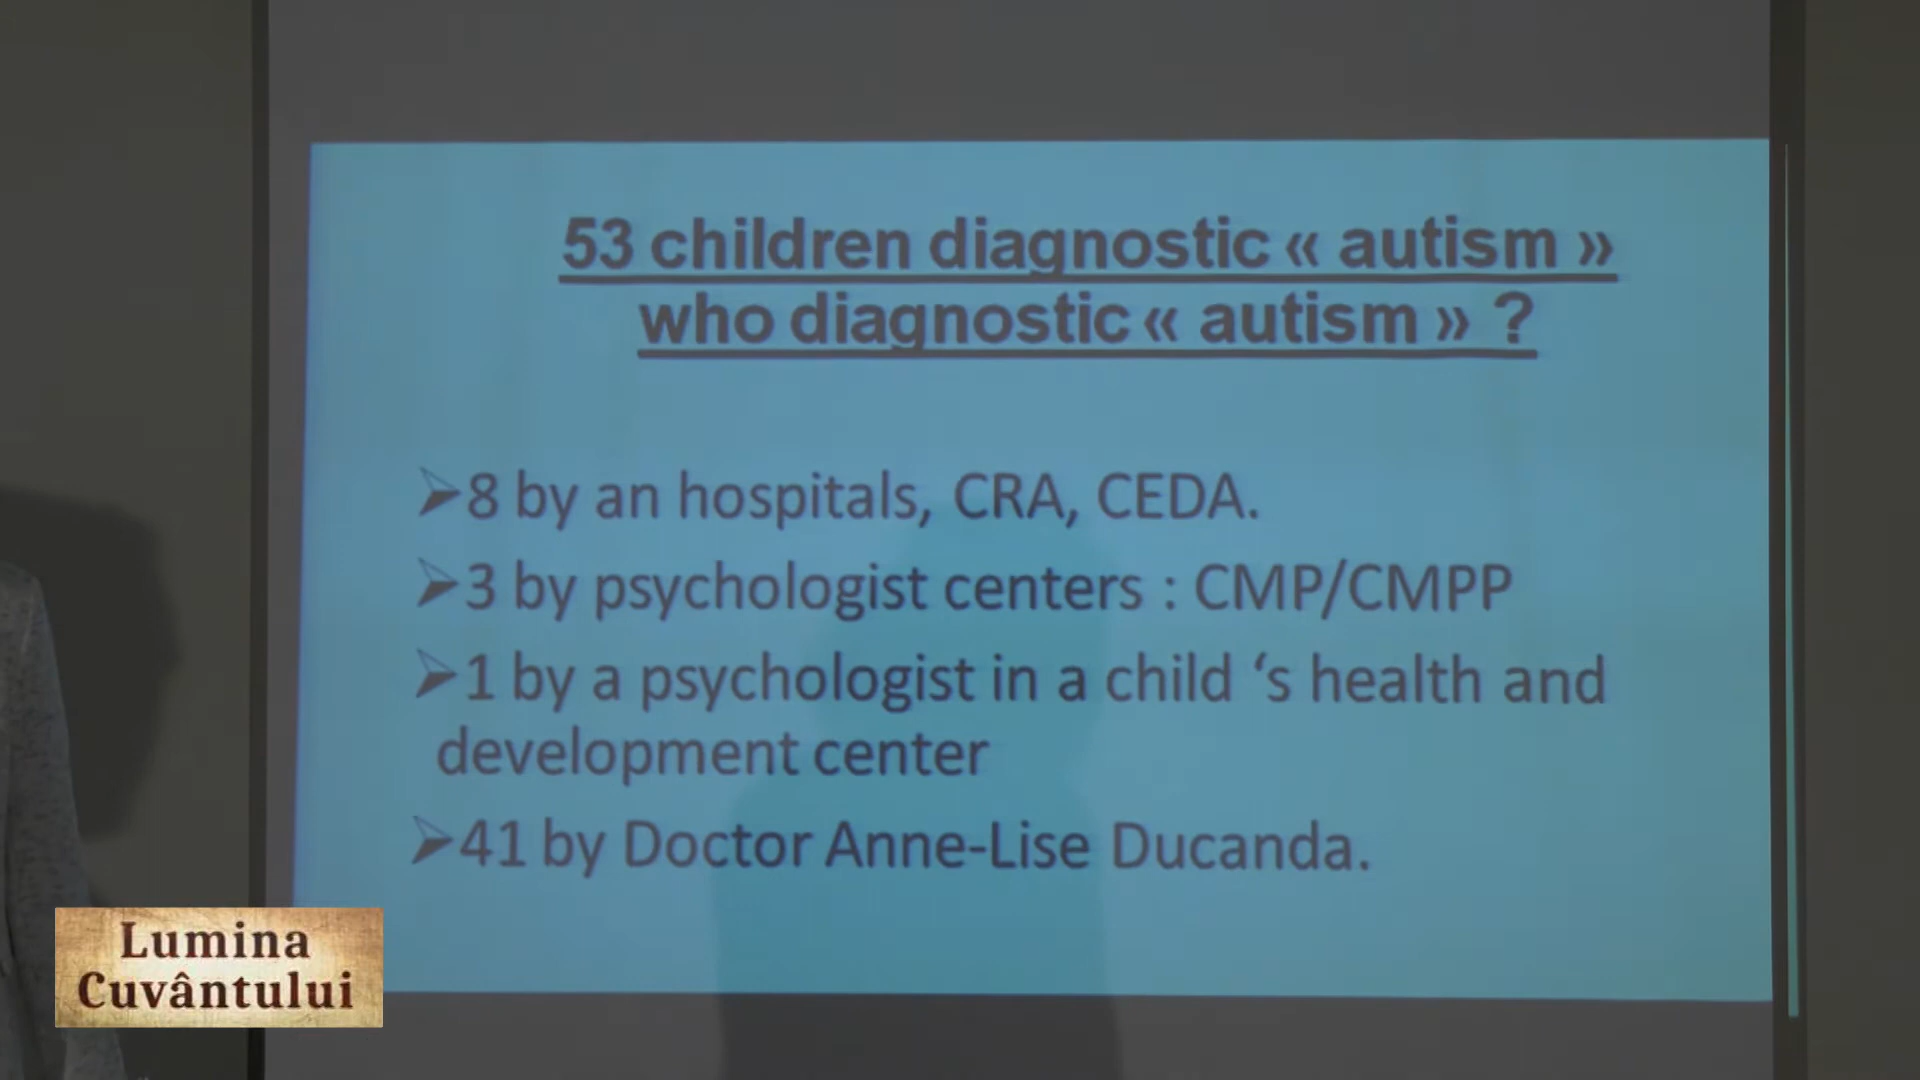 53 children diagnostic « autism »
who diagnostic « autism » ?
➢8 by an hospitals, CRA, CEDA.
➢3 by psychologist centers : CMP/CMPP
➢1 by a psychologist in a child ‘s health and
development center
➢41 by Doctor Anne-Lise Ducanda.
Lumina
Cuvântului